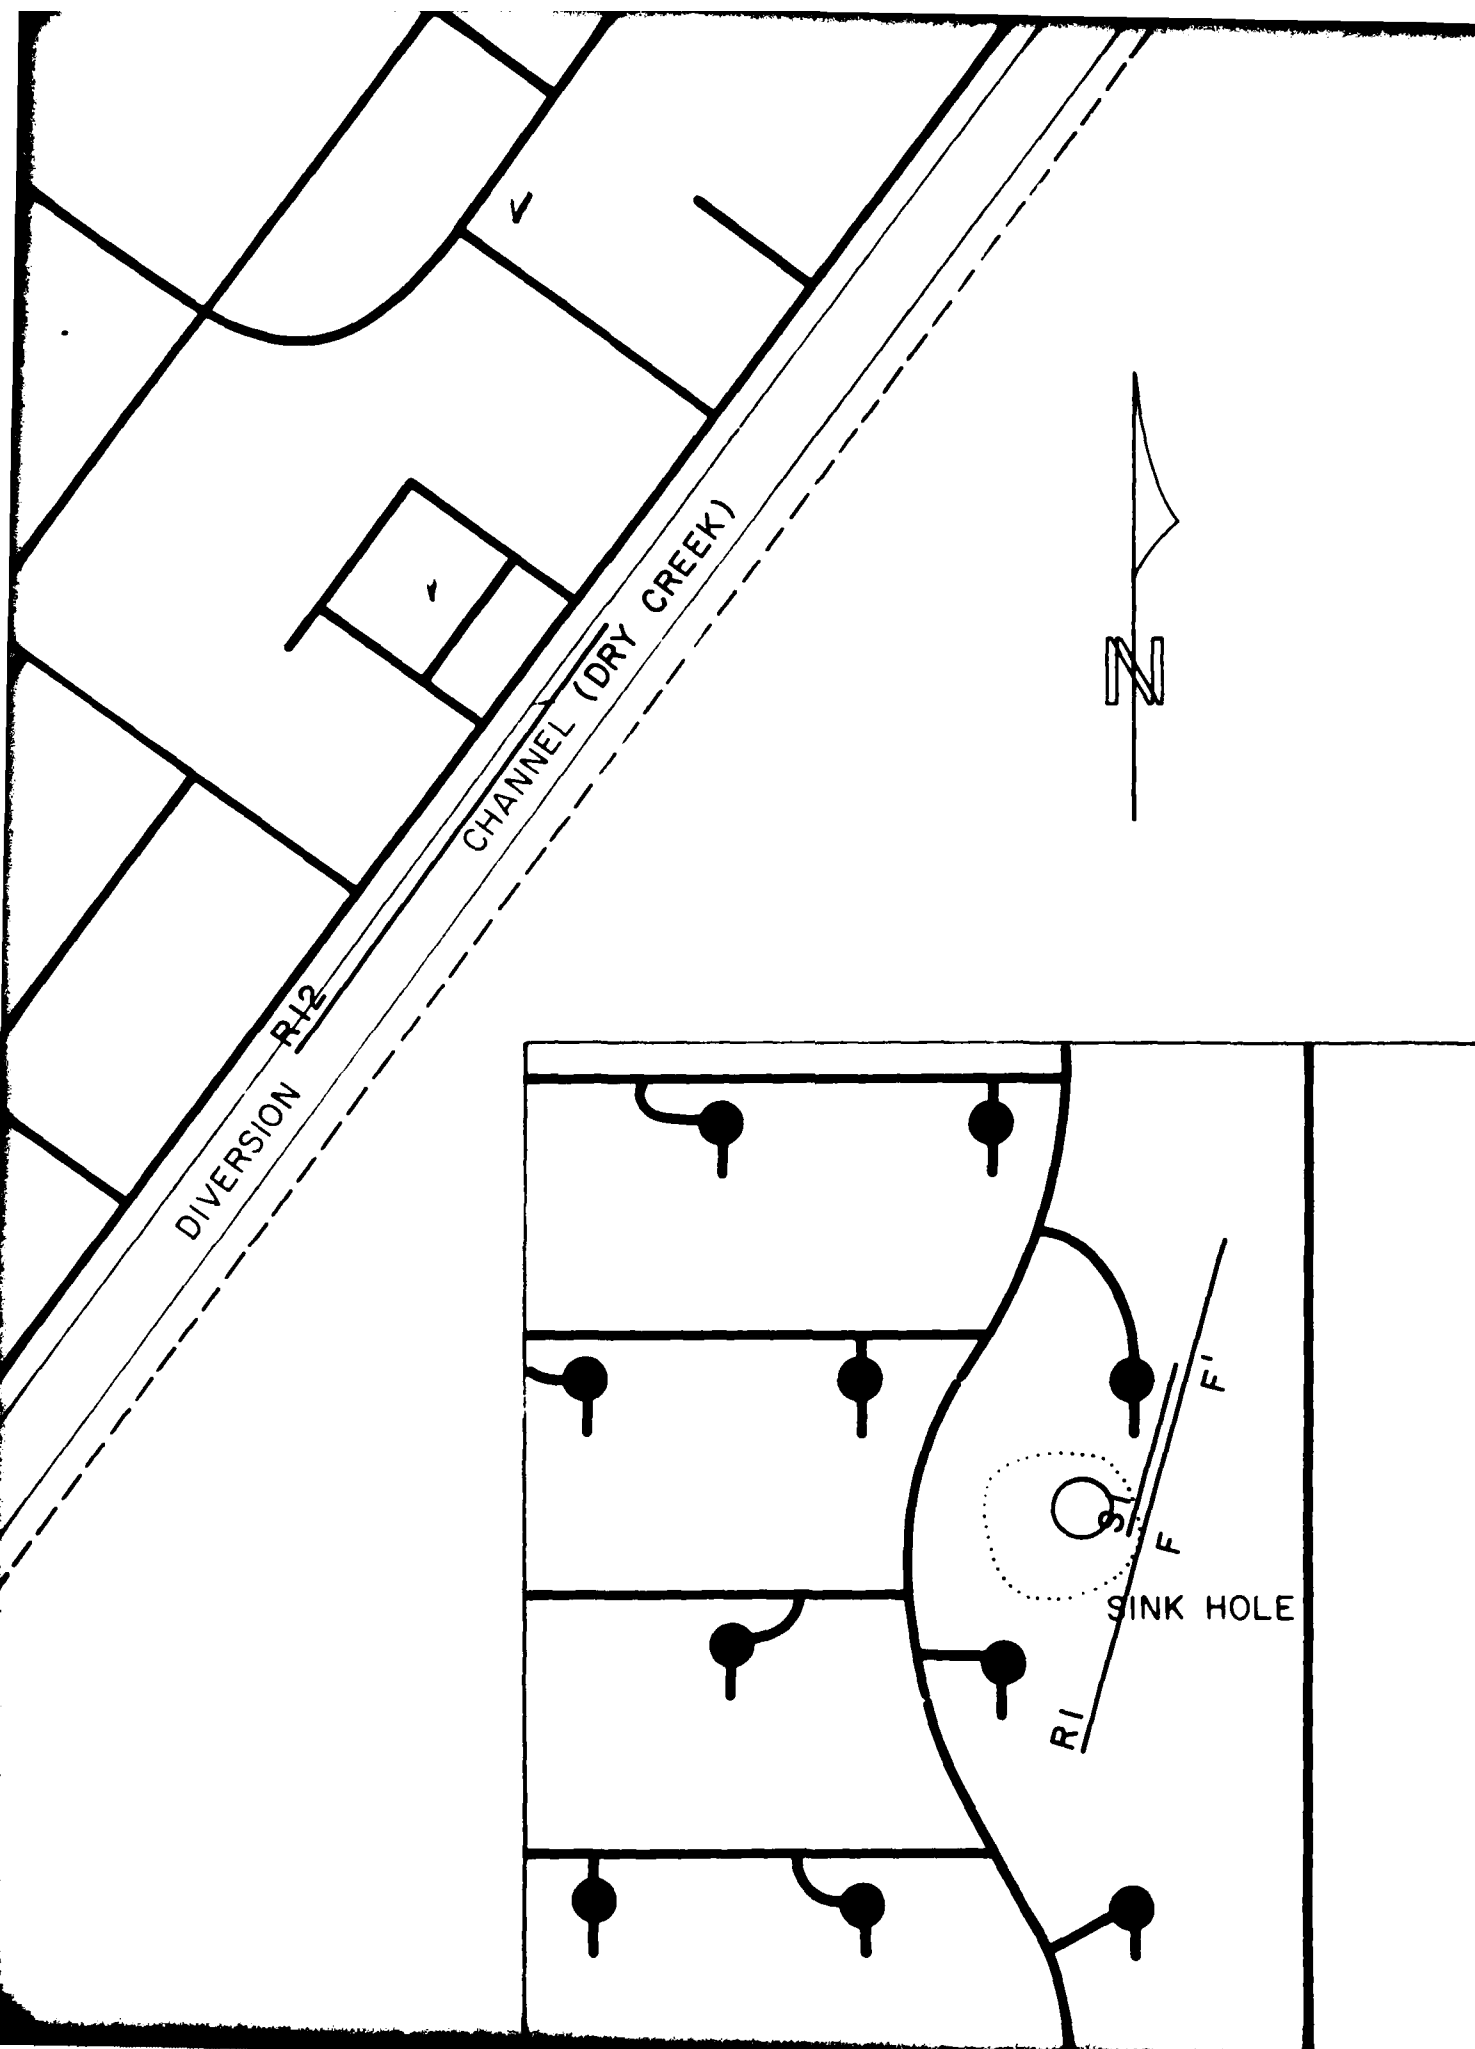 N
CHANNEL (DRY CREEK)
R12
DIVERSION
F'
S1
F
SINK HOLE
R1